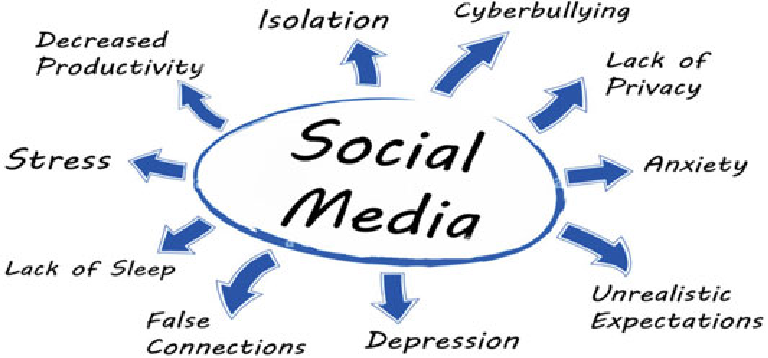 Isolation
Cyberbullying
Decreased
Productivity
Lack of
Privacy
Social
Media
Stress
Anxiety
Lack of Sleep
Unrealistic
Expectations
False
Connections
Depression